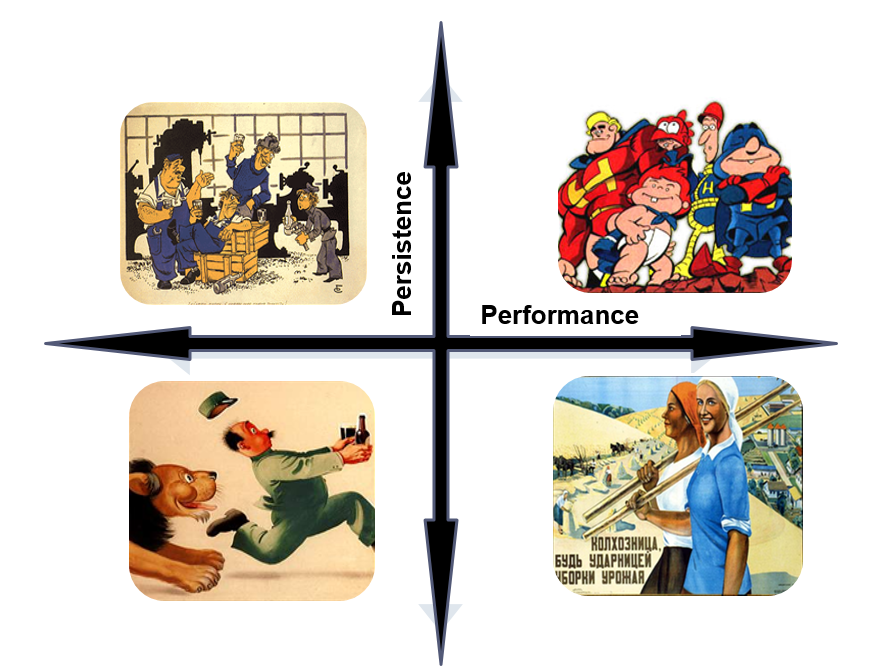 Persistence
Performance
H
КОЛХОЗНИЦА,
БУДЬ УДАРНИЦЕЙ
УБОРКИ УРОЖАЯ